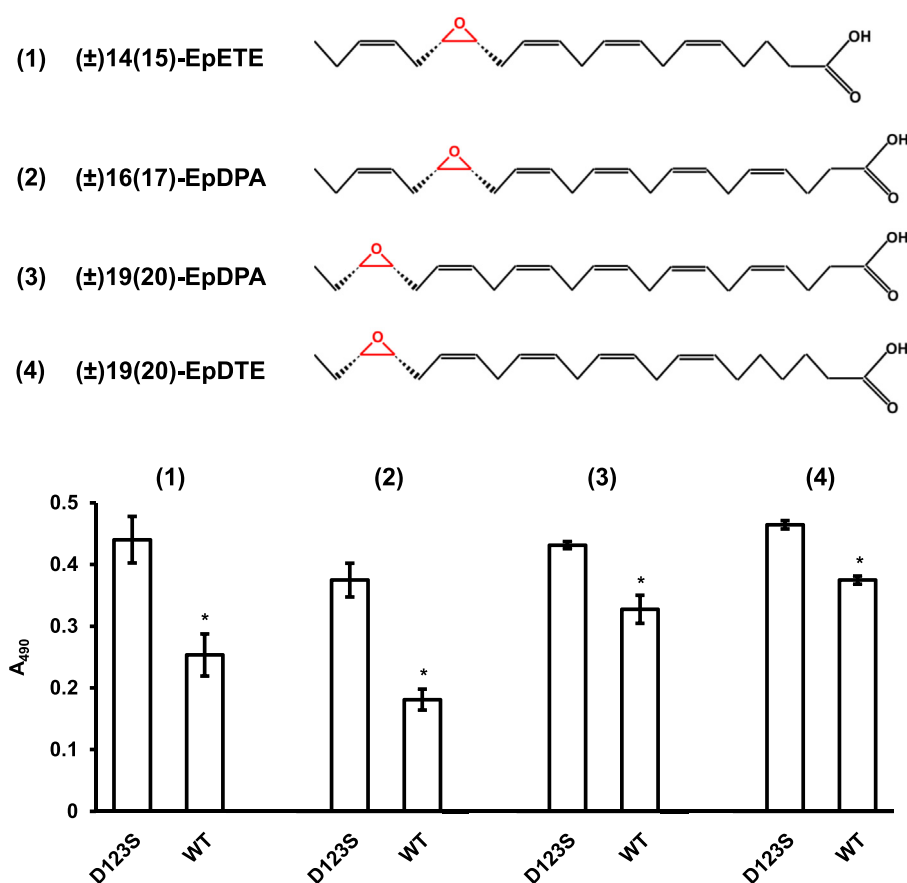 O
(1) (±)14(15)-EpETE
OH
O
O
(2) (±)16(17)-EpDPA
OH
O
O
(3) (±)19(20)-EpDPA
OH
O
O
(4) (±)19(20)-EpDTE
OH
O
(1) (2) (3) (4)
0.5
0.4
0.3
0.2
0.1
0
A490
* * * *
D123S WT D123S WT D123S WT D123S WT